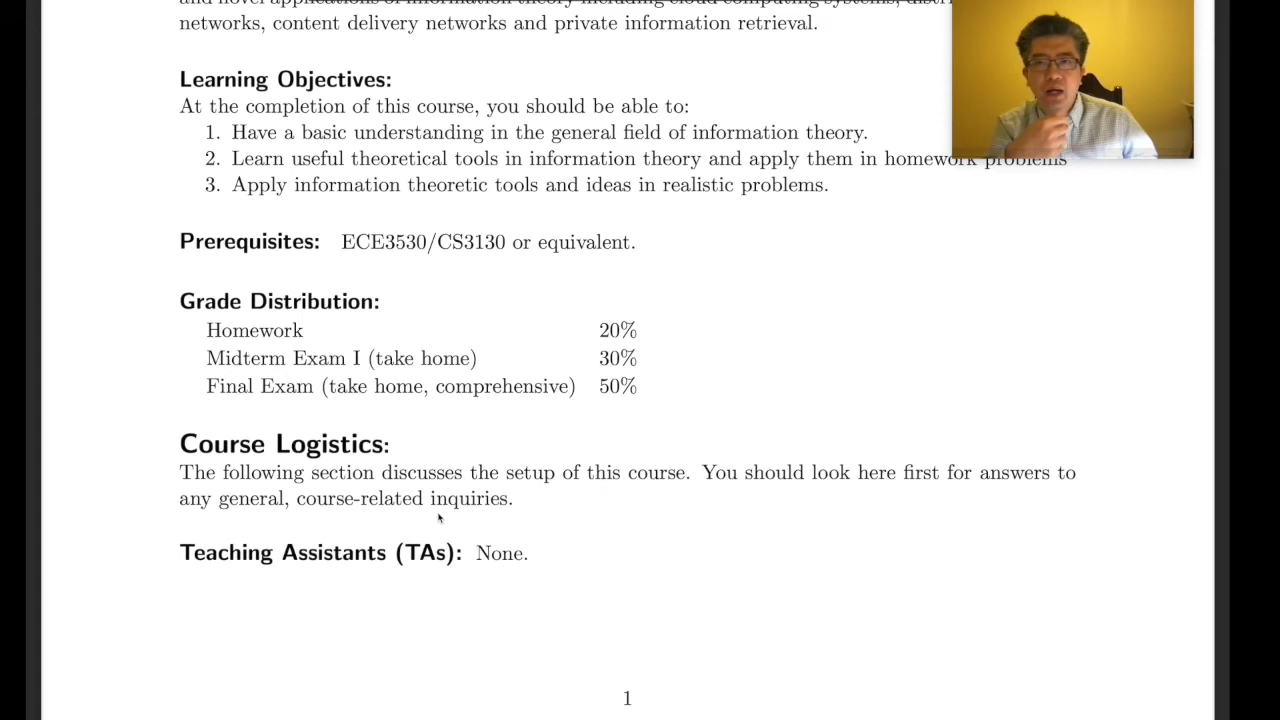 networks, content delivery networks and private information retrieval.
Learning Objectives:
At the completion of this course, you should be able to:
1. Have a basic understanding in the general field of information theory.
2. Learn useful theoretical tools in information theory and apply them in homework problems
3. Apply information theoretic tools and ideas in realistic problems.
Prerequisites: ECE3530/CS3130 or equivalent.
Grade Distribution:
Homework 20%
Midterm Exam I (take home) 30%
Final Exam (take home, comprehensive) 50%
Course Logistics:
The following section discusses the setup of this course. You should look here first for answers to
any general, course-related inquiries.
Teaching Assistants (TAs): None.
1